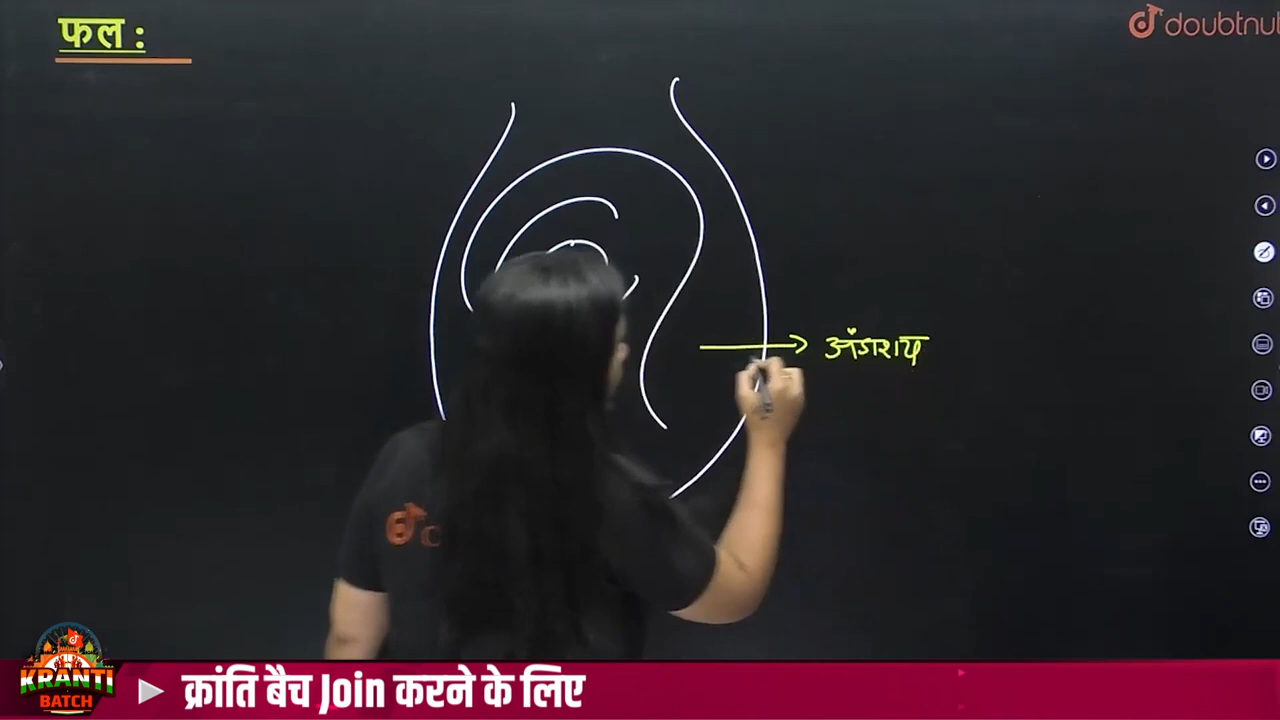 फल :
doubtnut
अंडाशय
KRANTI
BATCH
क्रांति बैच Join करने के लिए